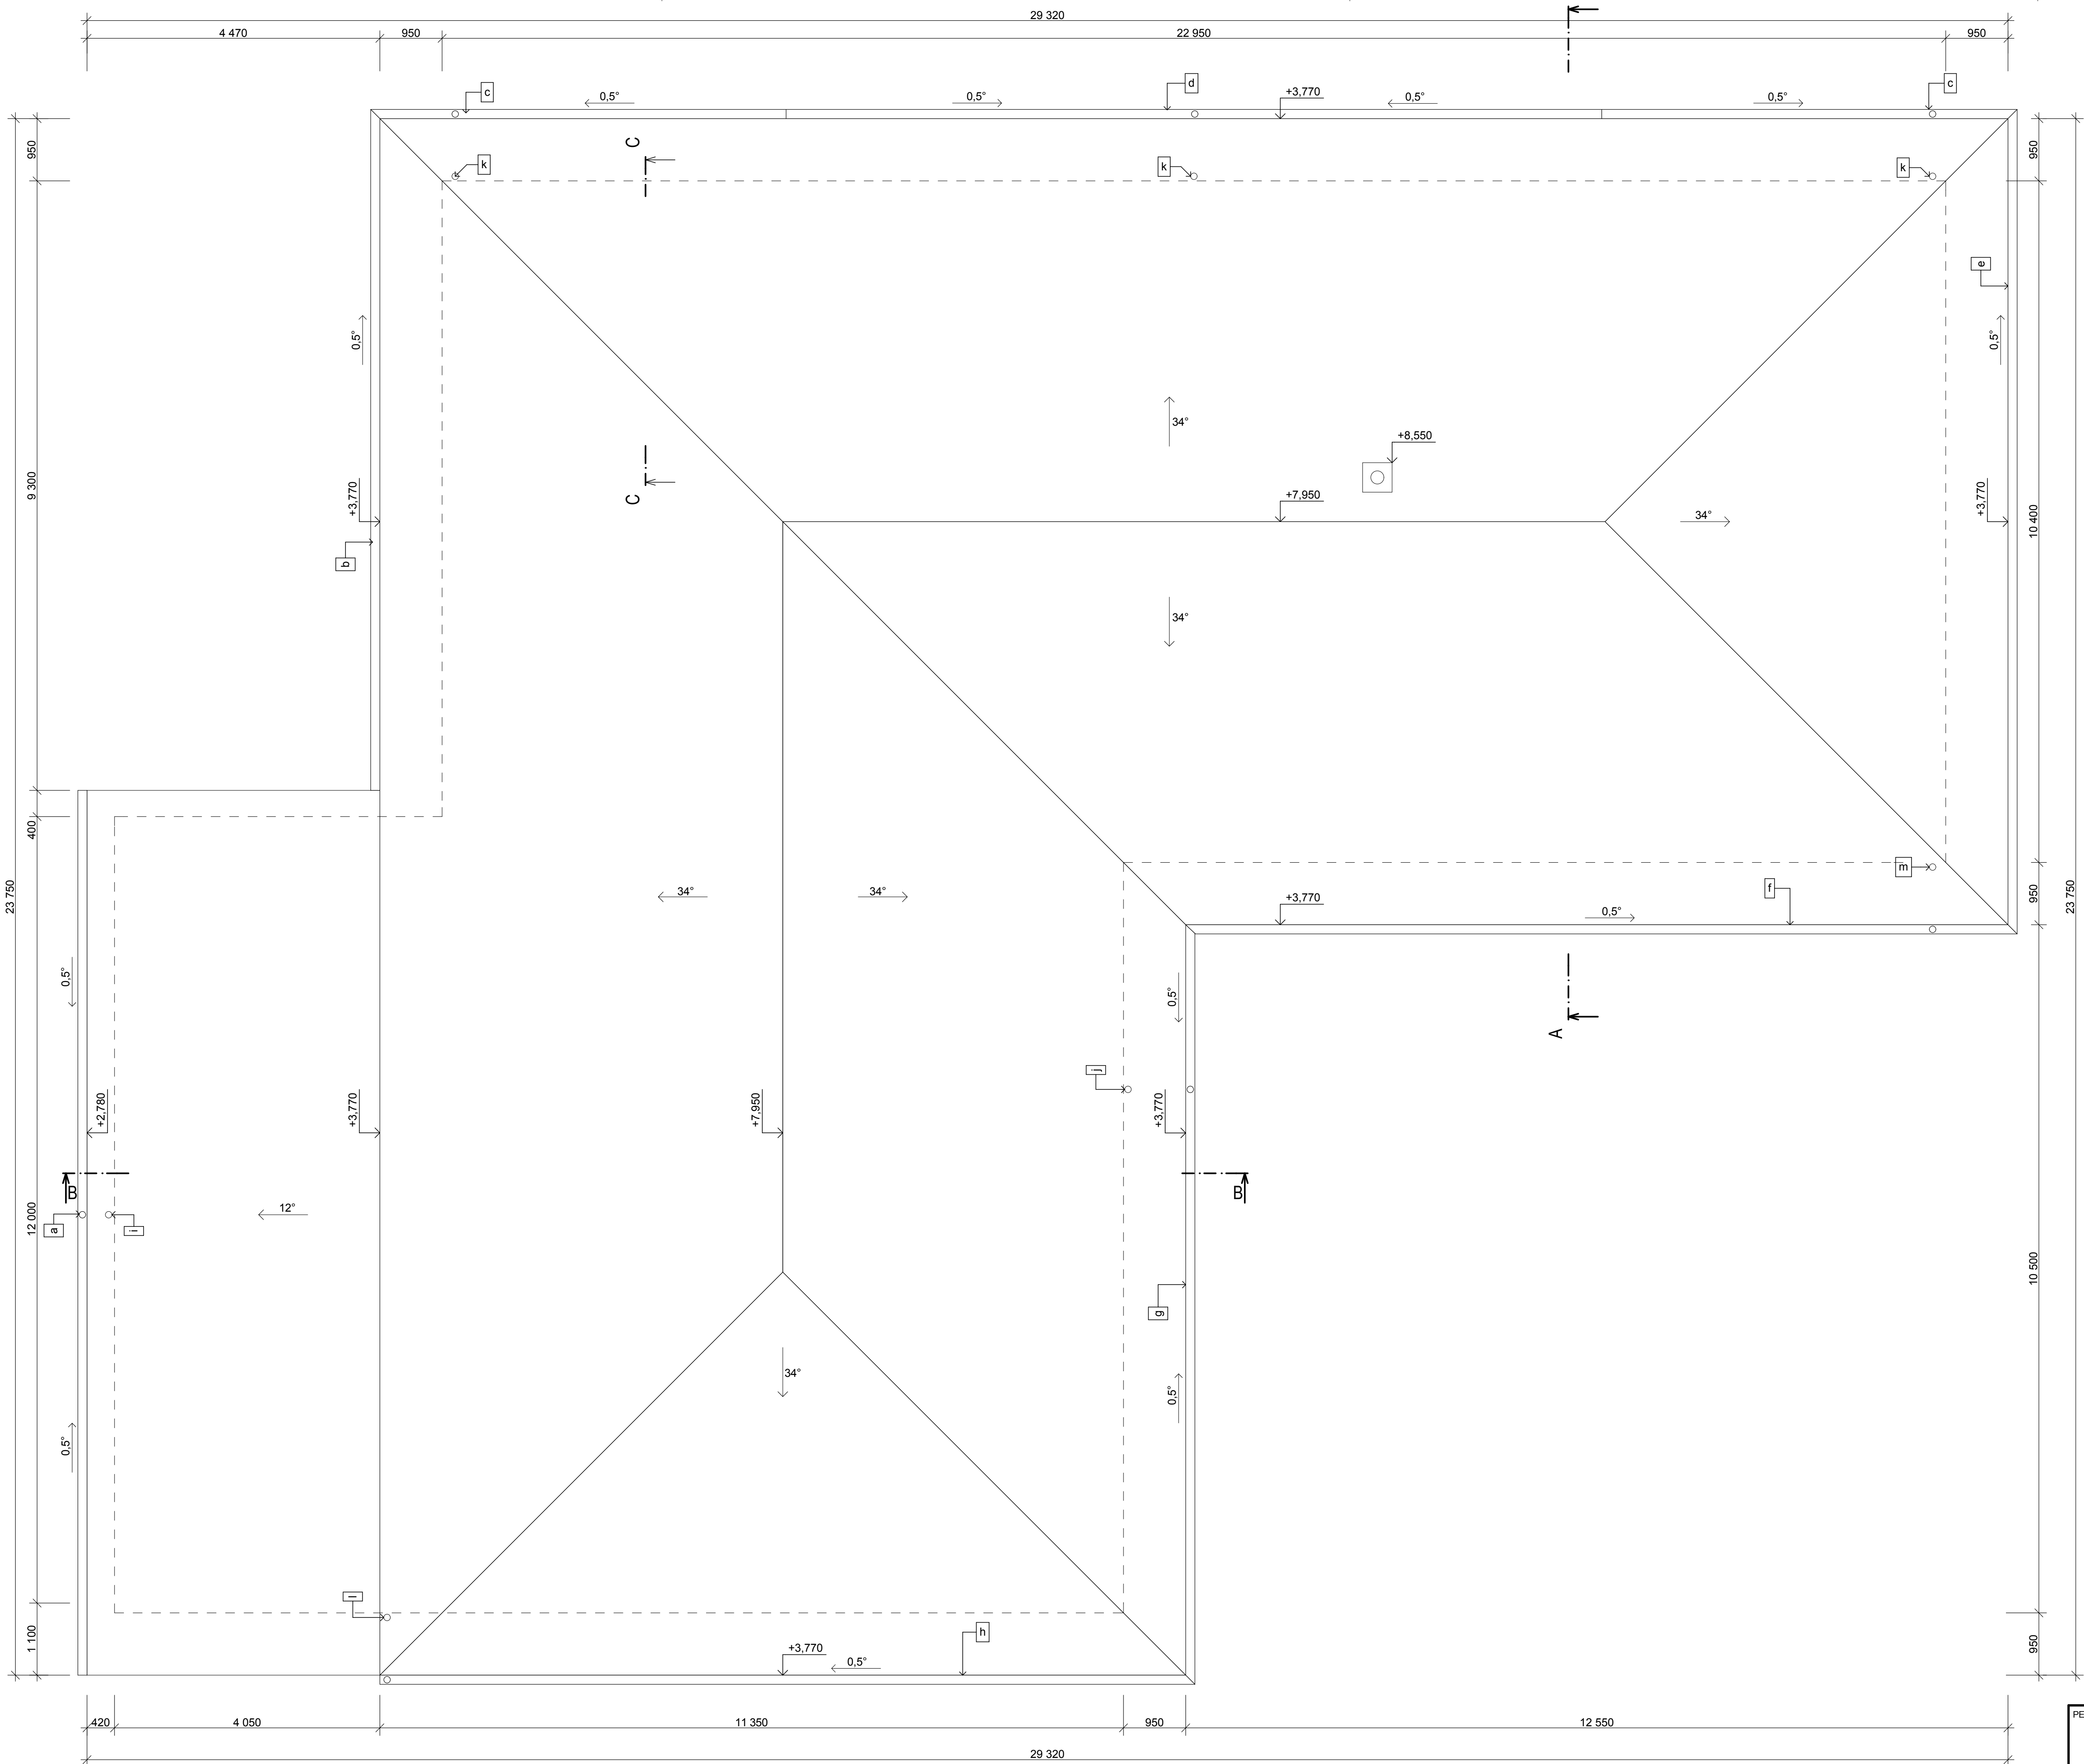 29 320
4 470
950
22 950
950
c
0,5°
0,5°
d
+3,770
0,5°
0,5°
c
950
C
k
k
k
950
e
0,5°
0,5°
34°
+8,550
C
9 300
+3,770
+7,950
34°
+3,770
10 400
b
34°
400
m
34°
34°
f
950
23 750
23 750
+3,770
0,5°
0,5°
0,5°
A
j
+2,780
+3,770
+7,950
+3,770
B
B
a
i
12°
12 000
10 500
g
34°
0,5°
0,5°
l
1 100
h
+3,770
0,5°
950
420
4 050
11 350
950
12 550
PE
29 320